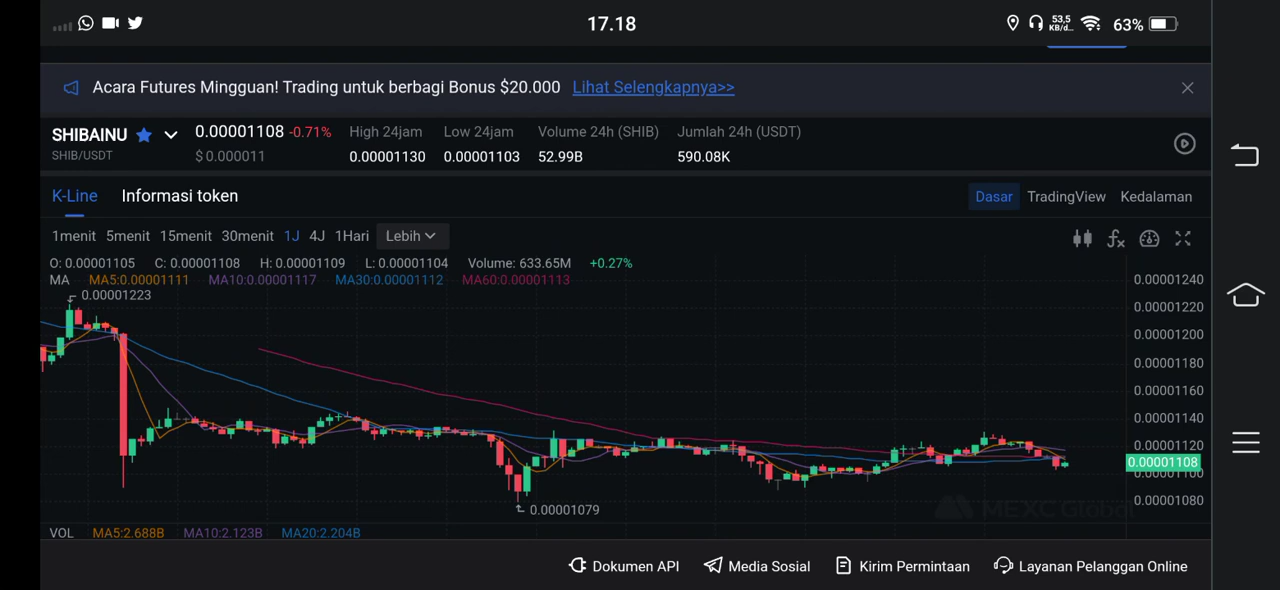 17.18
53,5
KB/d...
63%
Acara Futures Mingguan! Trading untuk berbagi Bonus $20.000 Lihat Selengkapnya>>
SHIBAINU 0.00001108 -0.71% High 24jam Low 24jam Volume 24h (SHIB) Jumlah 24h (USDT)
SHIB/USDT $ 0.000011 0.00001130 0.00001103 52.99B 590.08K
K-Line Informasi token Dasar TradingView Kedalaman
1menit 5menit 15menit 30menit 1J 4J 1Hari Lebih
O: 0.00001105 C: 0.00001108 H: 0.00001109 L: 0.00001104 Volume: 633.65M +0.27%
MA MA5:0.00001111 MA10:0.00001117 MA30:0.00001112 MA60:0.00001113
0.00001240
0.00001223
0.00001220
0.00001200
0.00001180
0.00001160
0.00001140
0.00001120
0.00001108
0.00001100
0.00001080
0.00001079
MEXC Global
VOL MA5:2.688B MA10:2.123B MA20:2.204B
Dokumen API Media Sosial Kirim Permintaan Layanan Pelanggan Online